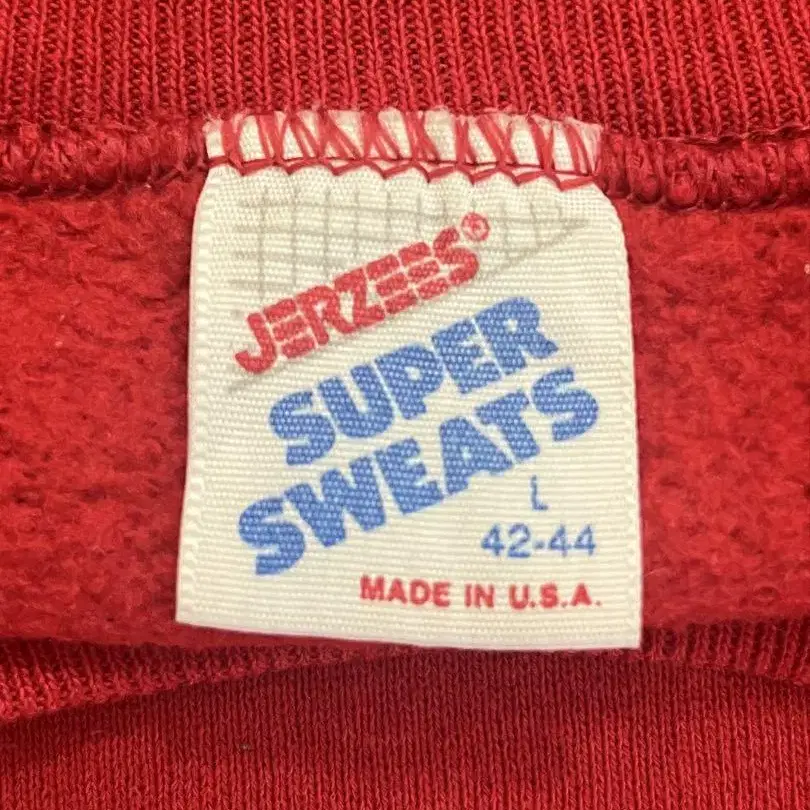 JERZEES®
SUPER
SWEATS
L
42-44
MADE IN U.S.A.